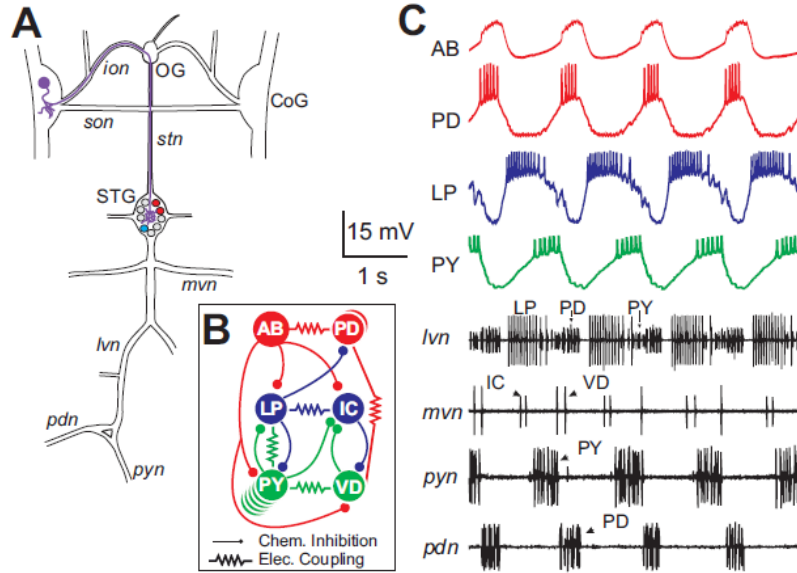 A
ion
OG
CoG
son
stn
STG
15 mV
1 s
mvn
lvn
pdn
pyn
B
AB
PD
LP
IC
PY
VD
Chem. Inhibition
Elec. Coupling
C
AB
PD
LP
PY
LP PD PY
lvn
IC VD
mvn
PY
pyn
PD
pdn